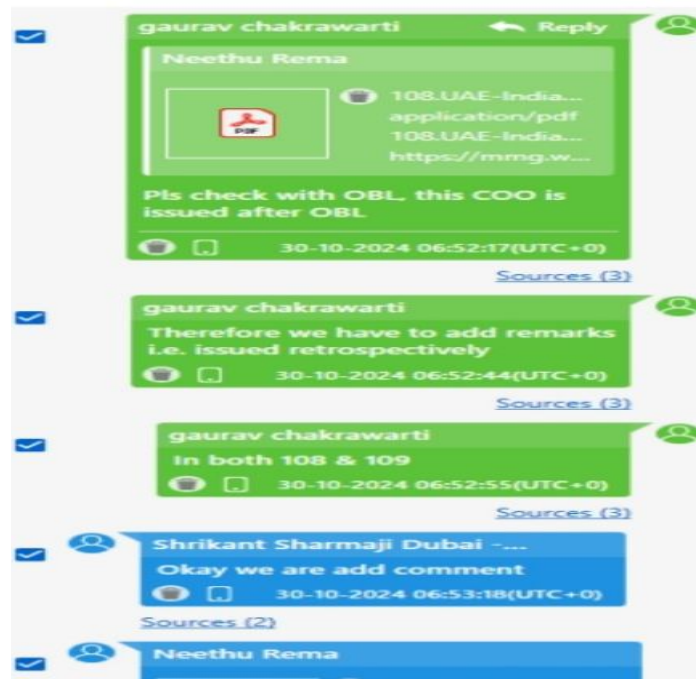 gaurav chakrawarti Reply
Neethu Rema
PDF
108.UAE-India...
application/pdf
108.UAE-India...
https://mmg.w...
Pls check with OBL, this COO is
issued after OBL
30-10-2024 06:52:17(UTC+0)
Sources (3)
gaurav chakrawarti
Therefore we have to add remarks
i.e. issued retrospectively
30-10-2024 06:52:44(UTC+0)
Sources (3)
gaurav chakrawarti
In both 108 & 109
30-10-2024 06:52:55(UTC+0)
Sources (3)
Shrikant Sharmaji Dubai -...
Okay we are add comment
30-10-2024 06:53:18(UTC+0)
Sources (2)
Neethu Rema